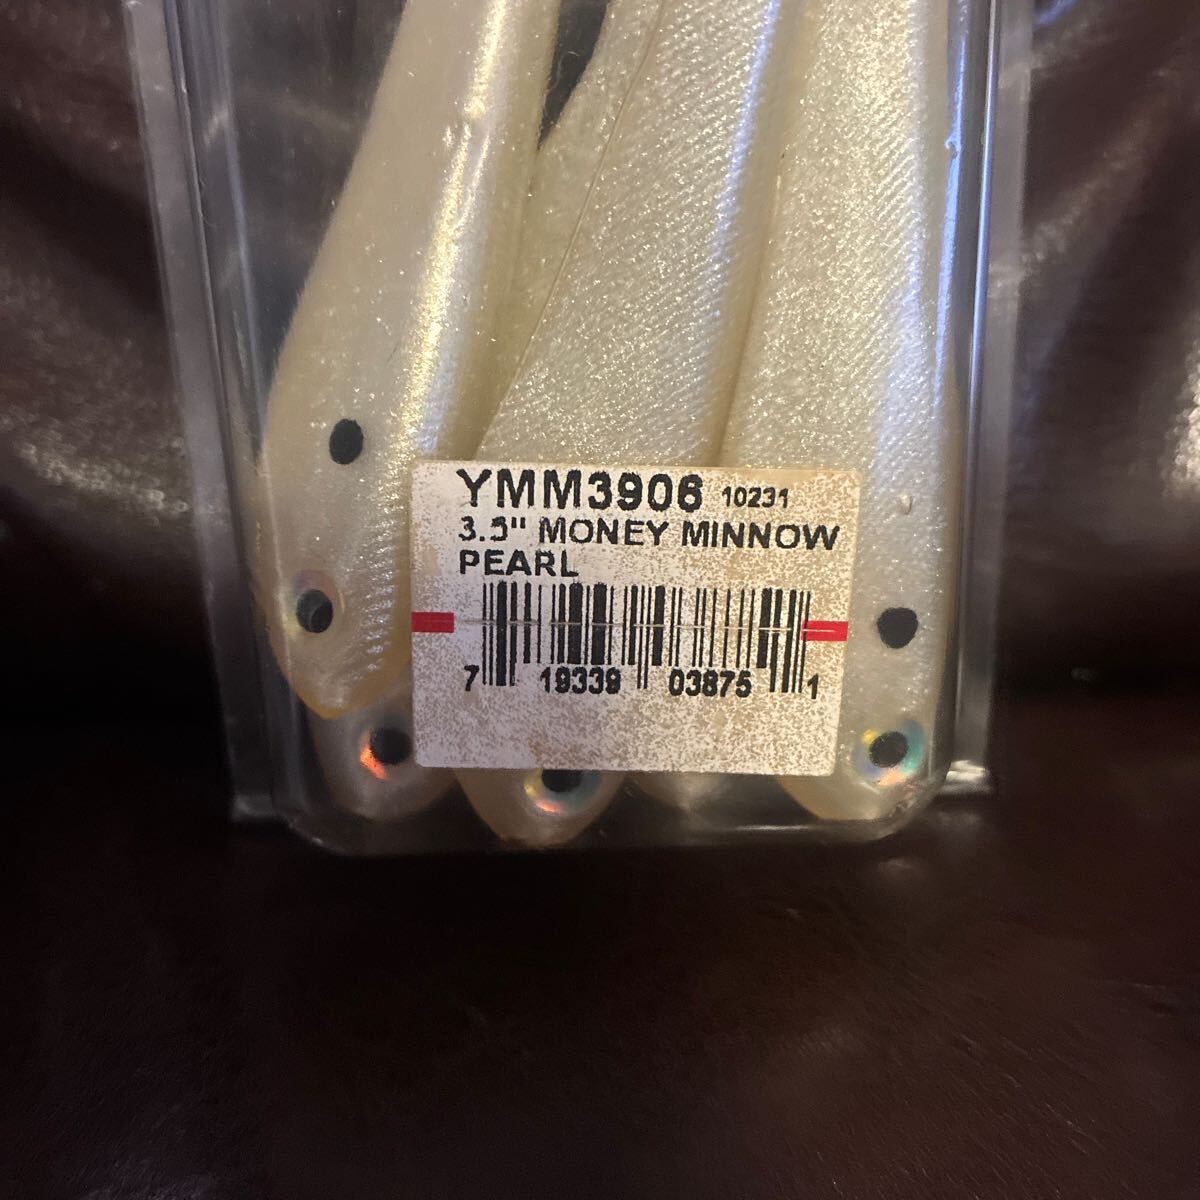 YMM3906 10231
3.5" MONEY MINNOW
PEARL
7 19339 03875 1